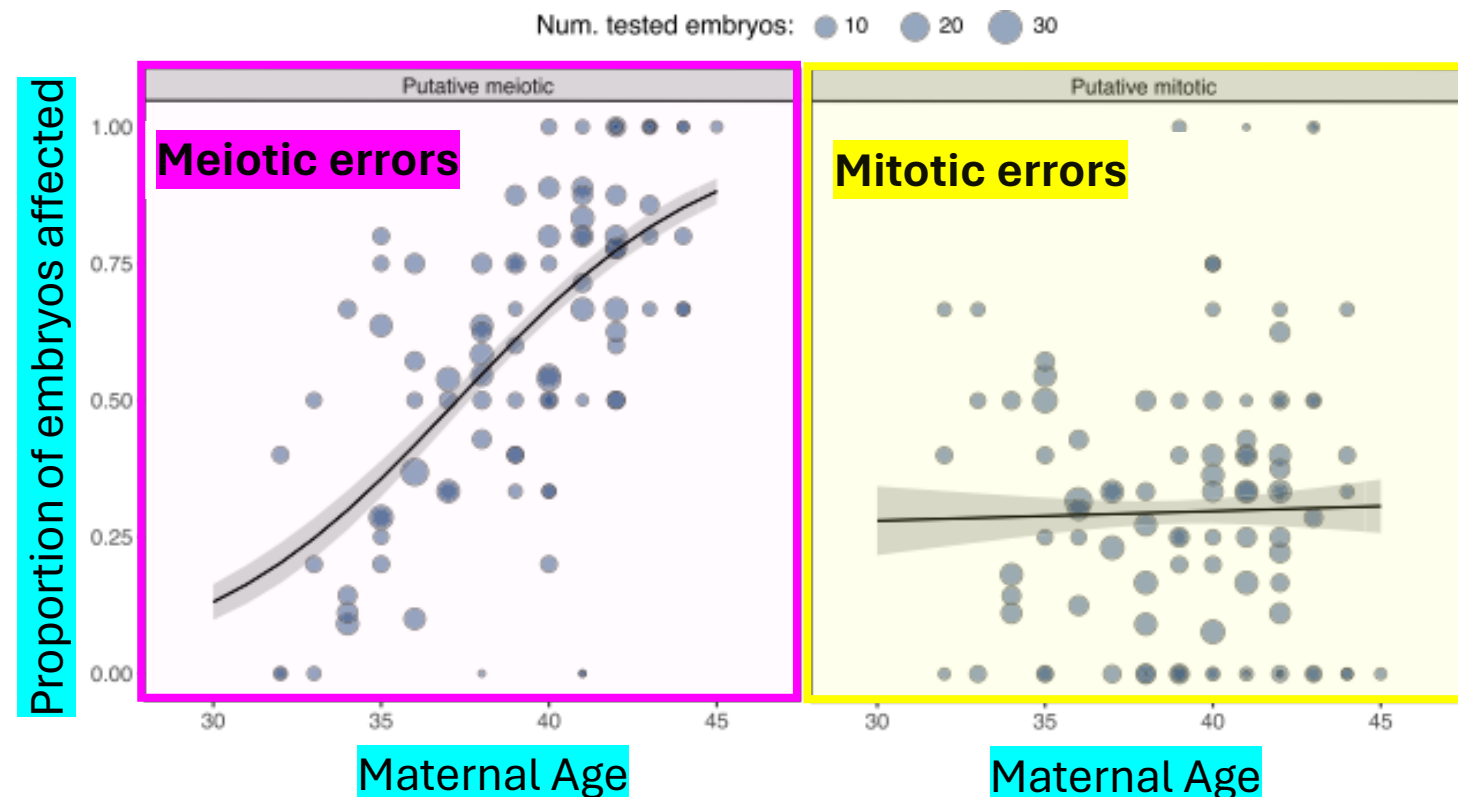 Num. tested embryos: 10 20 30
Putative meiotic
Putative mitotic
Proportion of embryos affected
Meiotic errors
Mitotic errors
1.00
0.75
0.50
0.25
0.00
30 35 40 45
30 35 40 45
Maternal Age
Maternal Age